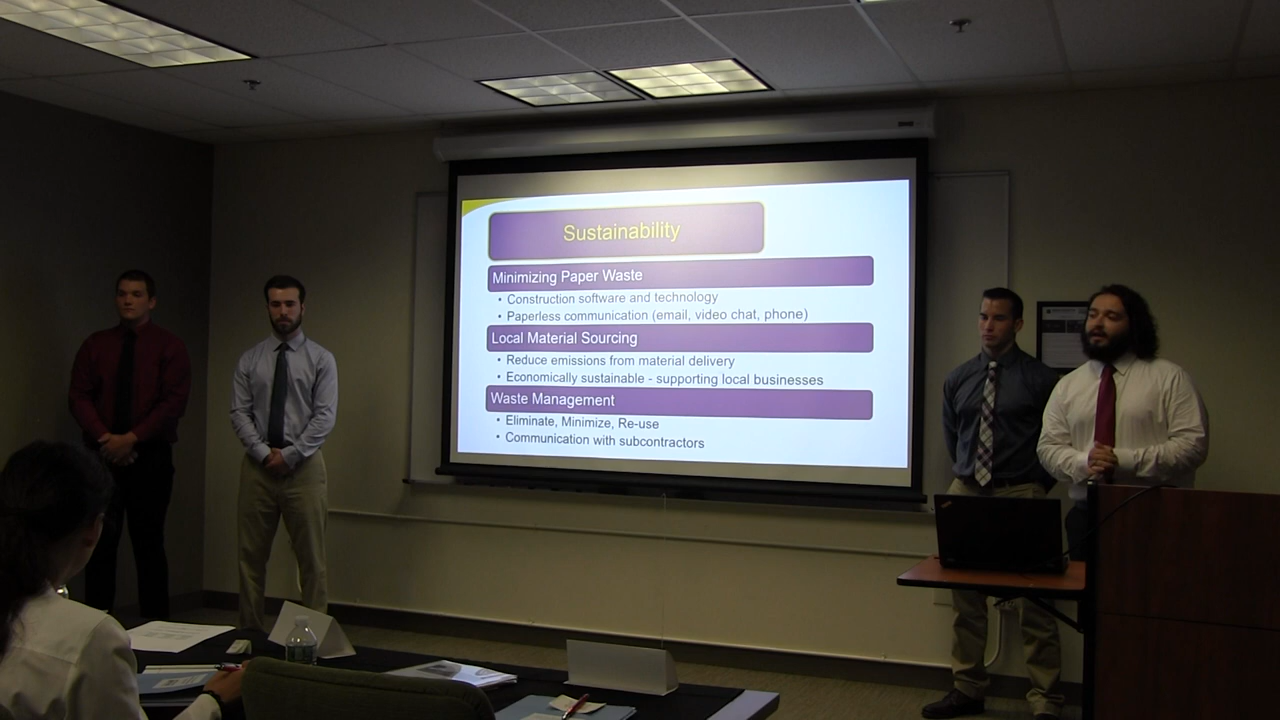 Sustainability
Minimizing Paper Waste
• Construction software and technology
• Paperless communication (email, video chat, phone)
Local Material Sourcing
• Reduce emissions from material delivery
• Economically sustainable - supporting local businesses
Waste Management
• Eliminate, Minimize, Re-use
• Communication with subcontractors